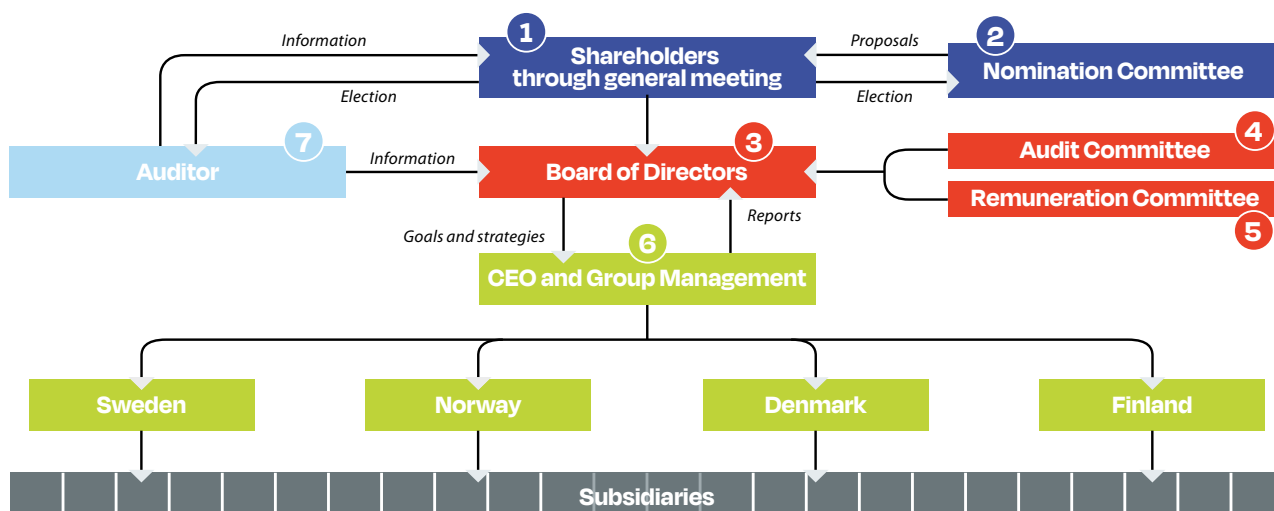 1
Information
Shareholders
through general meeting
Proposals
2
Nomination Committee
Election
Election
7
Auditor
Information
3
Board of Directors
4
Audit Committee
Remuneration Committee
5
Goals and strategies
Reports
6
CEO and Group Management
Sweden
Norway
Denmark
Finland
Subsidiaries